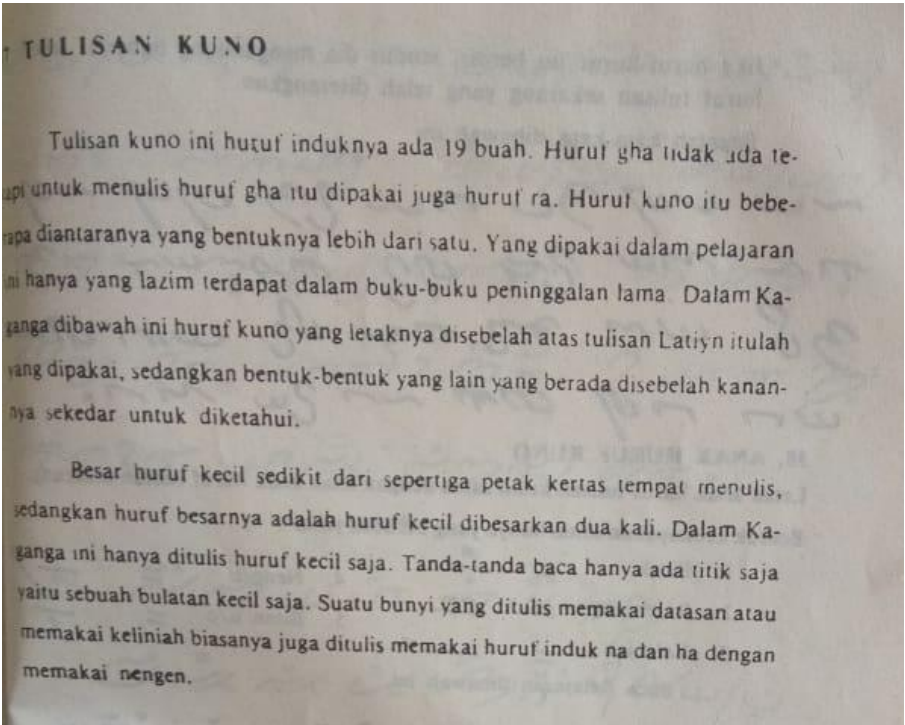 TULISAN KUNO
Tulisan kuno ini huruf induknya ada 19 buah. Huruf gha tidak ada te-
api untuk menulis huruf gha itu dipakai juga huruf ra. Huruf kuno itu bebe-
rapa diantaranya yang bentuknya lebih dari satu. Yang dipakai dalam pelajaran
ini hanya yang lazim terdapat dalam buku-buku peninggalan lama Dalam Ka-
ganga dibawah ini huruf kuno yang letaknya disebelah atas tulisan Latiyn itulah
yang dipakai, sedangkan bentuk-bentuk yang lain yang berada disebelah kanan-
nya sekedar untuk diketahui.
Besar huruf kecil sedikit dari sepertiga petak kertas tempat menulis,
sedangkan huruf besarnya adalah huruf kecil dibesarkan dua kali. Dalam Ka-
ganga ini hanya ditulis huruf kecil saja. Tanda-tanda baca hanya ada titik saja
yaitu sebuah bulatan kecil saja. Suatu bunyi yang ditulis memakai datasan atau
memakai keliniah biasanya juga ditulis memakai huruf induk na dan ha dengan
memakai nengen.